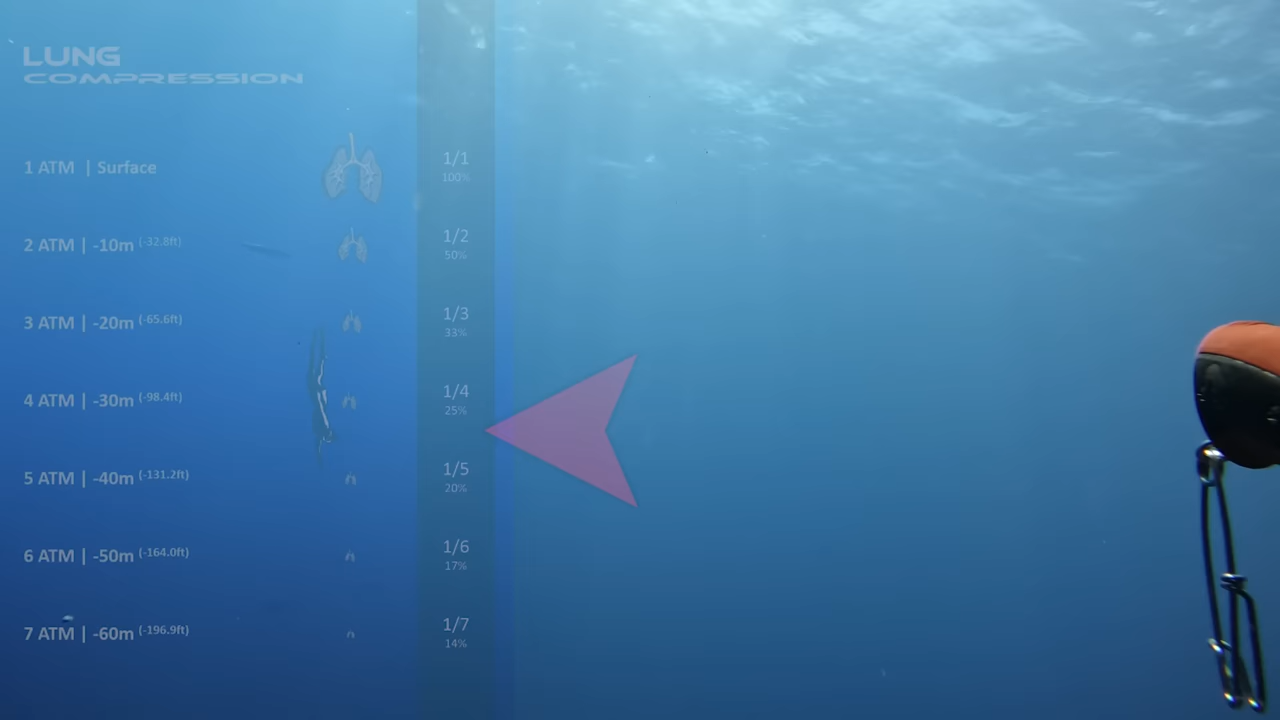 LUNG
COMPRESSION
1 ATM | Surface 1/1
100%
2 ATM | -10m (-32.8ft) 1/2
50%
3 ATM | -20m (-65.6ft) 1/3
33%
4 ATM | -30m (-98.4ft) 1/4
25%
5 ATM | -40m (-131.2ft) 1/5
20%
6 ATM | -50m (-164.0ft) 1/6
17%
7 ATM | -60m (-196.9ft) 1/7
14%